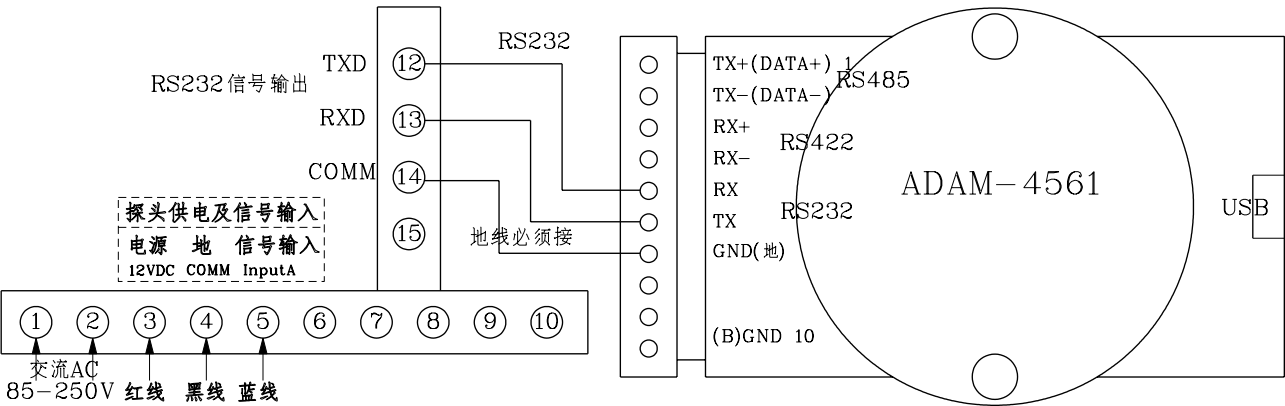 RS232
TXD
⑫
RS232信号输出
RXD
⑬
COMM
⑭
⑮
地线必须接
探头供电及信号输入
电源 地 信号输入
12VDC COMM InputA
① ② ③ ④ ⑤ ⑥ ⑦ ⑧ ⑨ ⑩
交流AC
85-250V 红线 黑线 蓝线
TX+(DATA+) 1
RS485
TX-(DATA-)
RX+
RS422
RX-
RX
RS232
TX
GND(地)
(B)GND 10
ADAM-4561
USB